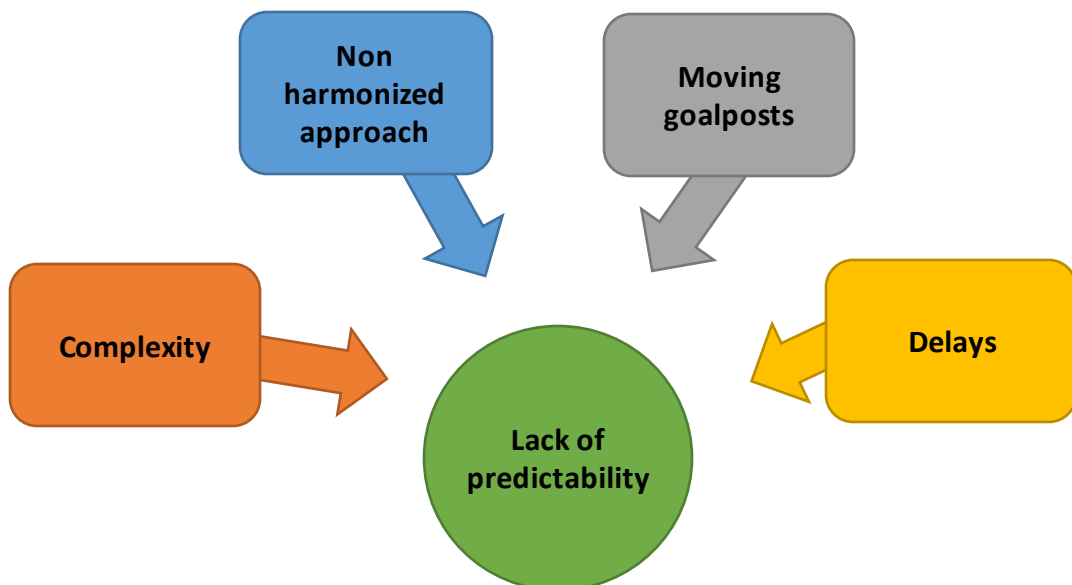 Non
harmonized
approach
Moving
goalposts
Complexity
Delays
Lack of
predictability